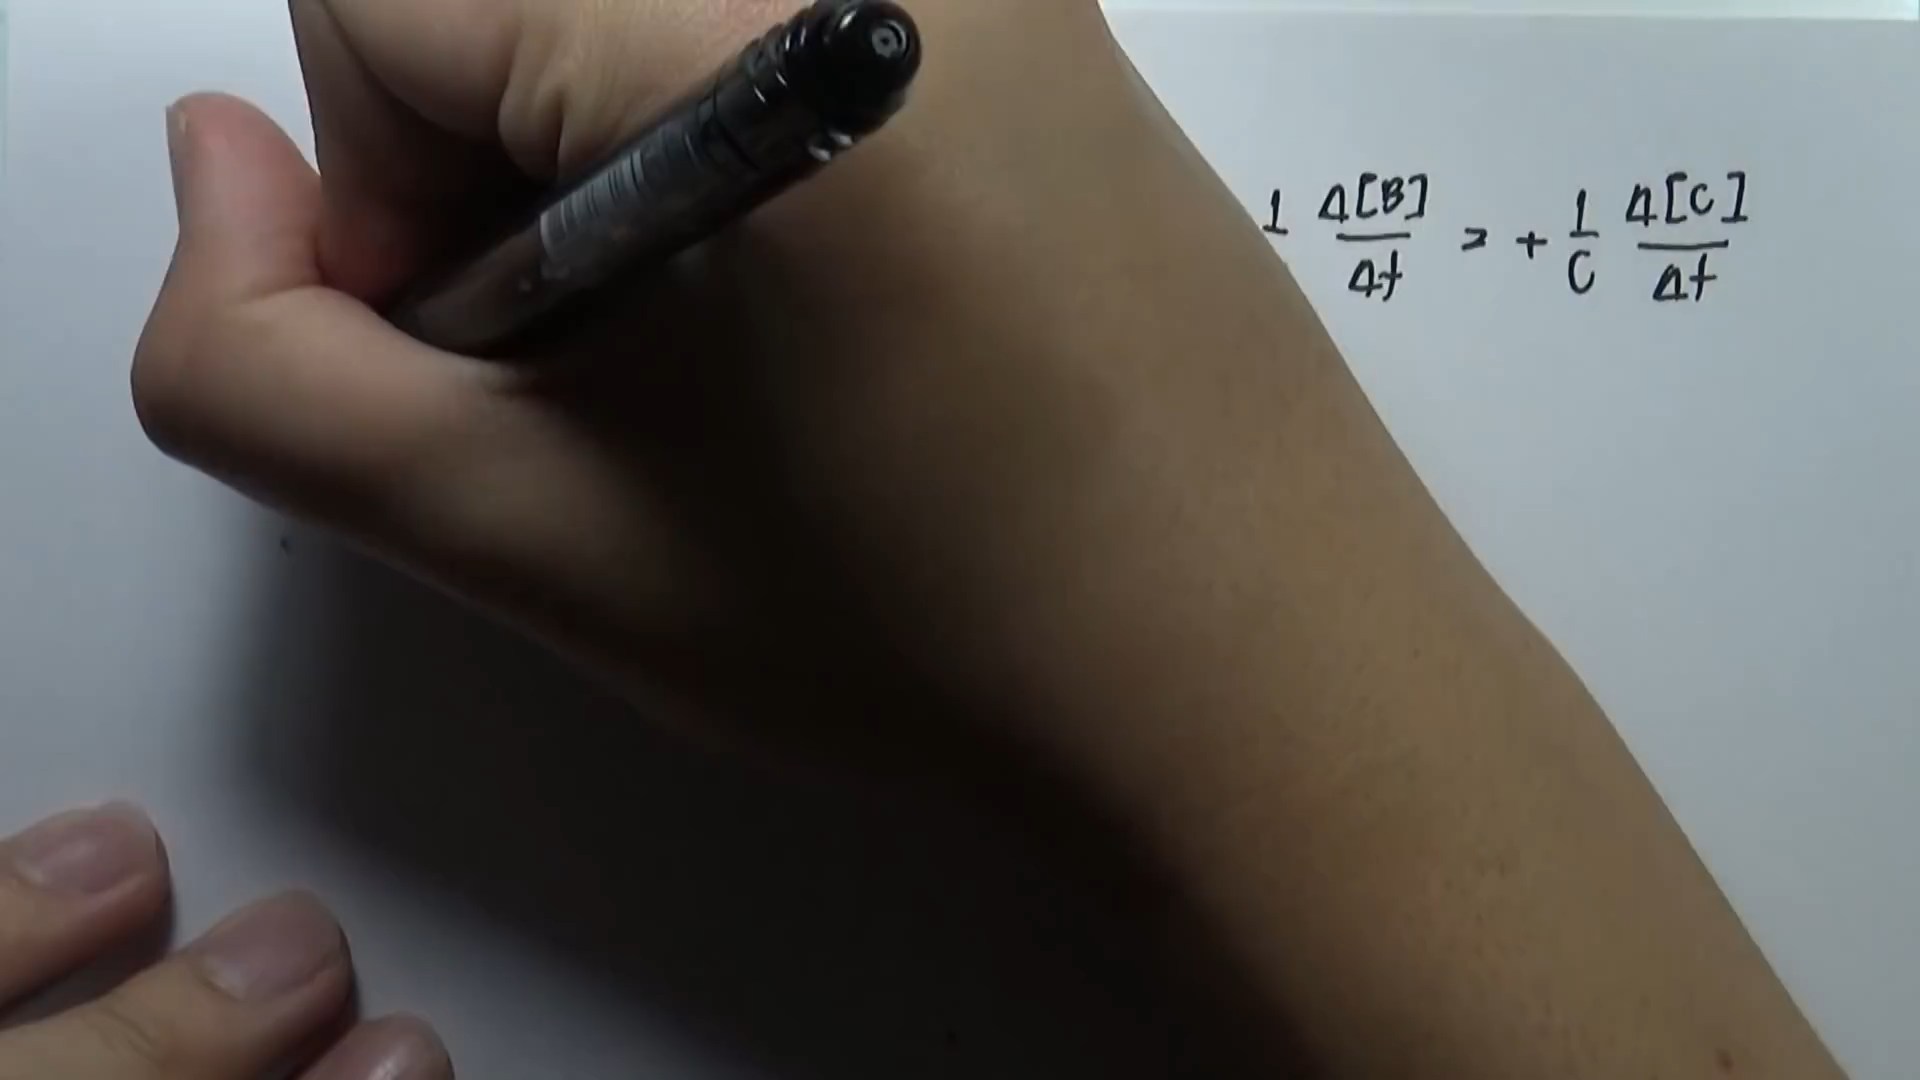 1 Δ[B] / Δt = + 1/C Δ[C] / Δt